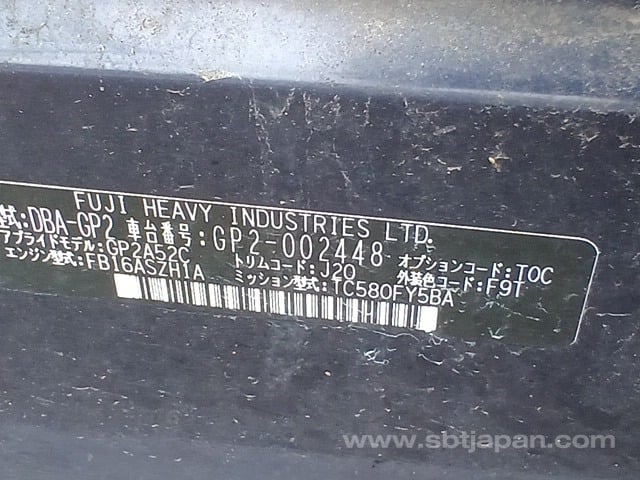 FUJI HEAVY INDUSTRIES LTD.
式:DBA-GP2 車台番号:GP2-002448 オプションコード:TOC
アプライドモデル:GP2A52C トリムコード:J20 外装色コード:F9T
エンジン型式:FB16ASZH1A ミッション型式:TC580FY5BA
H
www.sbtjapan.com